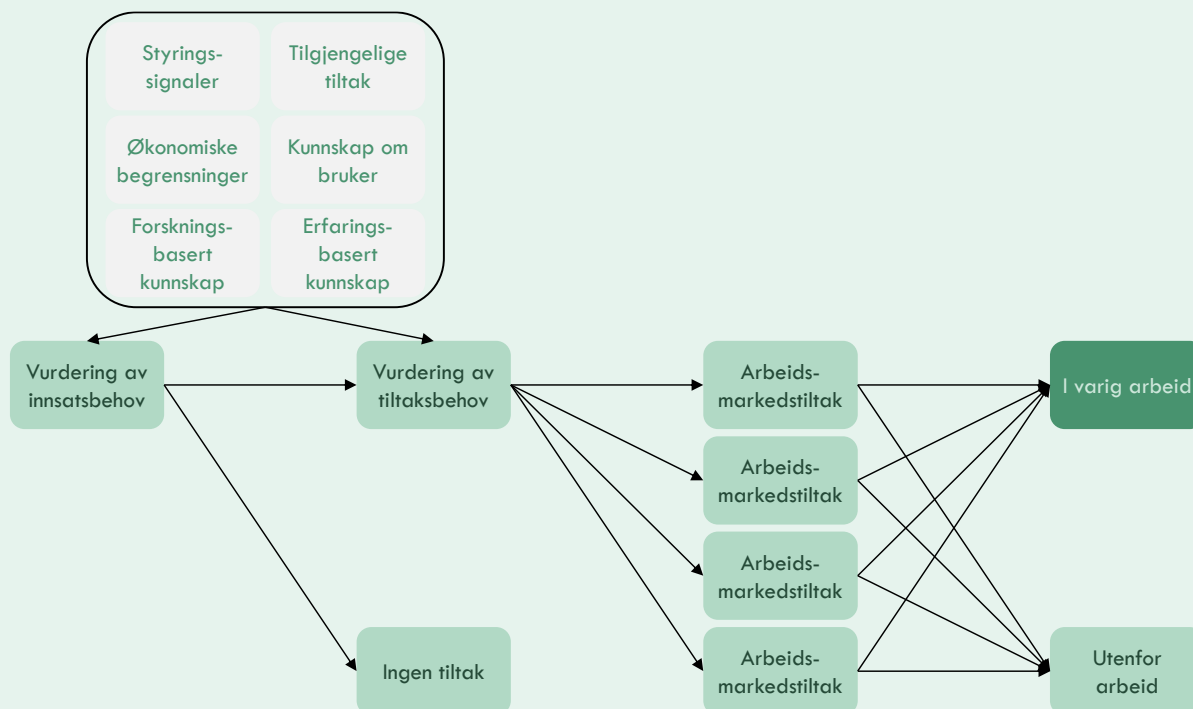 Styrings-
signaler
Tilgjengelige
tiltak
Økonomiske
begrensninger
Kunnskap om
bruker
Forsknings-
basert
kunnskap
Erfarings-
basert
kunnskap
Vurdering av
innsatsbehov
Vurdering av
tiltaksbehov
Arbeids-
markedstiltak
I varig arbeid
Arbeids-
markedstiltak
Arbeids-
markedstiltak
Ingen tiltak
Arbeids-
markedstiltak
Utenfor
arbeid